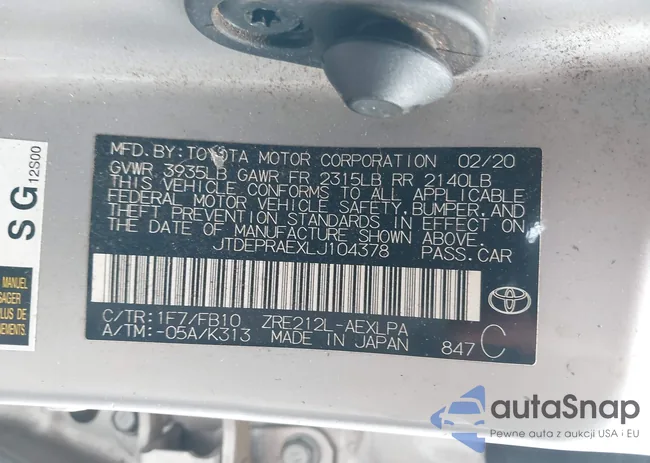 MFD. BY: TOYOTA MOTOR CORPORATION 02/20
GVWR 3935LB GAWR FR 2315LB RR 2140LB
THIS VEHICLE CONFORMS TO ALL APPLICABLE
FEDERAL MOTOR VEHICLE SAFETY, BUMPER, AND
THEFT PREVENTION STANDARDS IN EFFECT ON
THE DATE OF MANUFACTURE SHOWN ABOVE.
JTDEPRAEXLJ104378 PASS. CAR
C/TR: 1F7/FB10 ZRE212L-AEXLPA
A/TM: -05A/K313 MADE IN JAPAN 847 C
SG 12S00
MANUEL
SAGER
autaSnap
Pewne auta z aukcji USA i EU